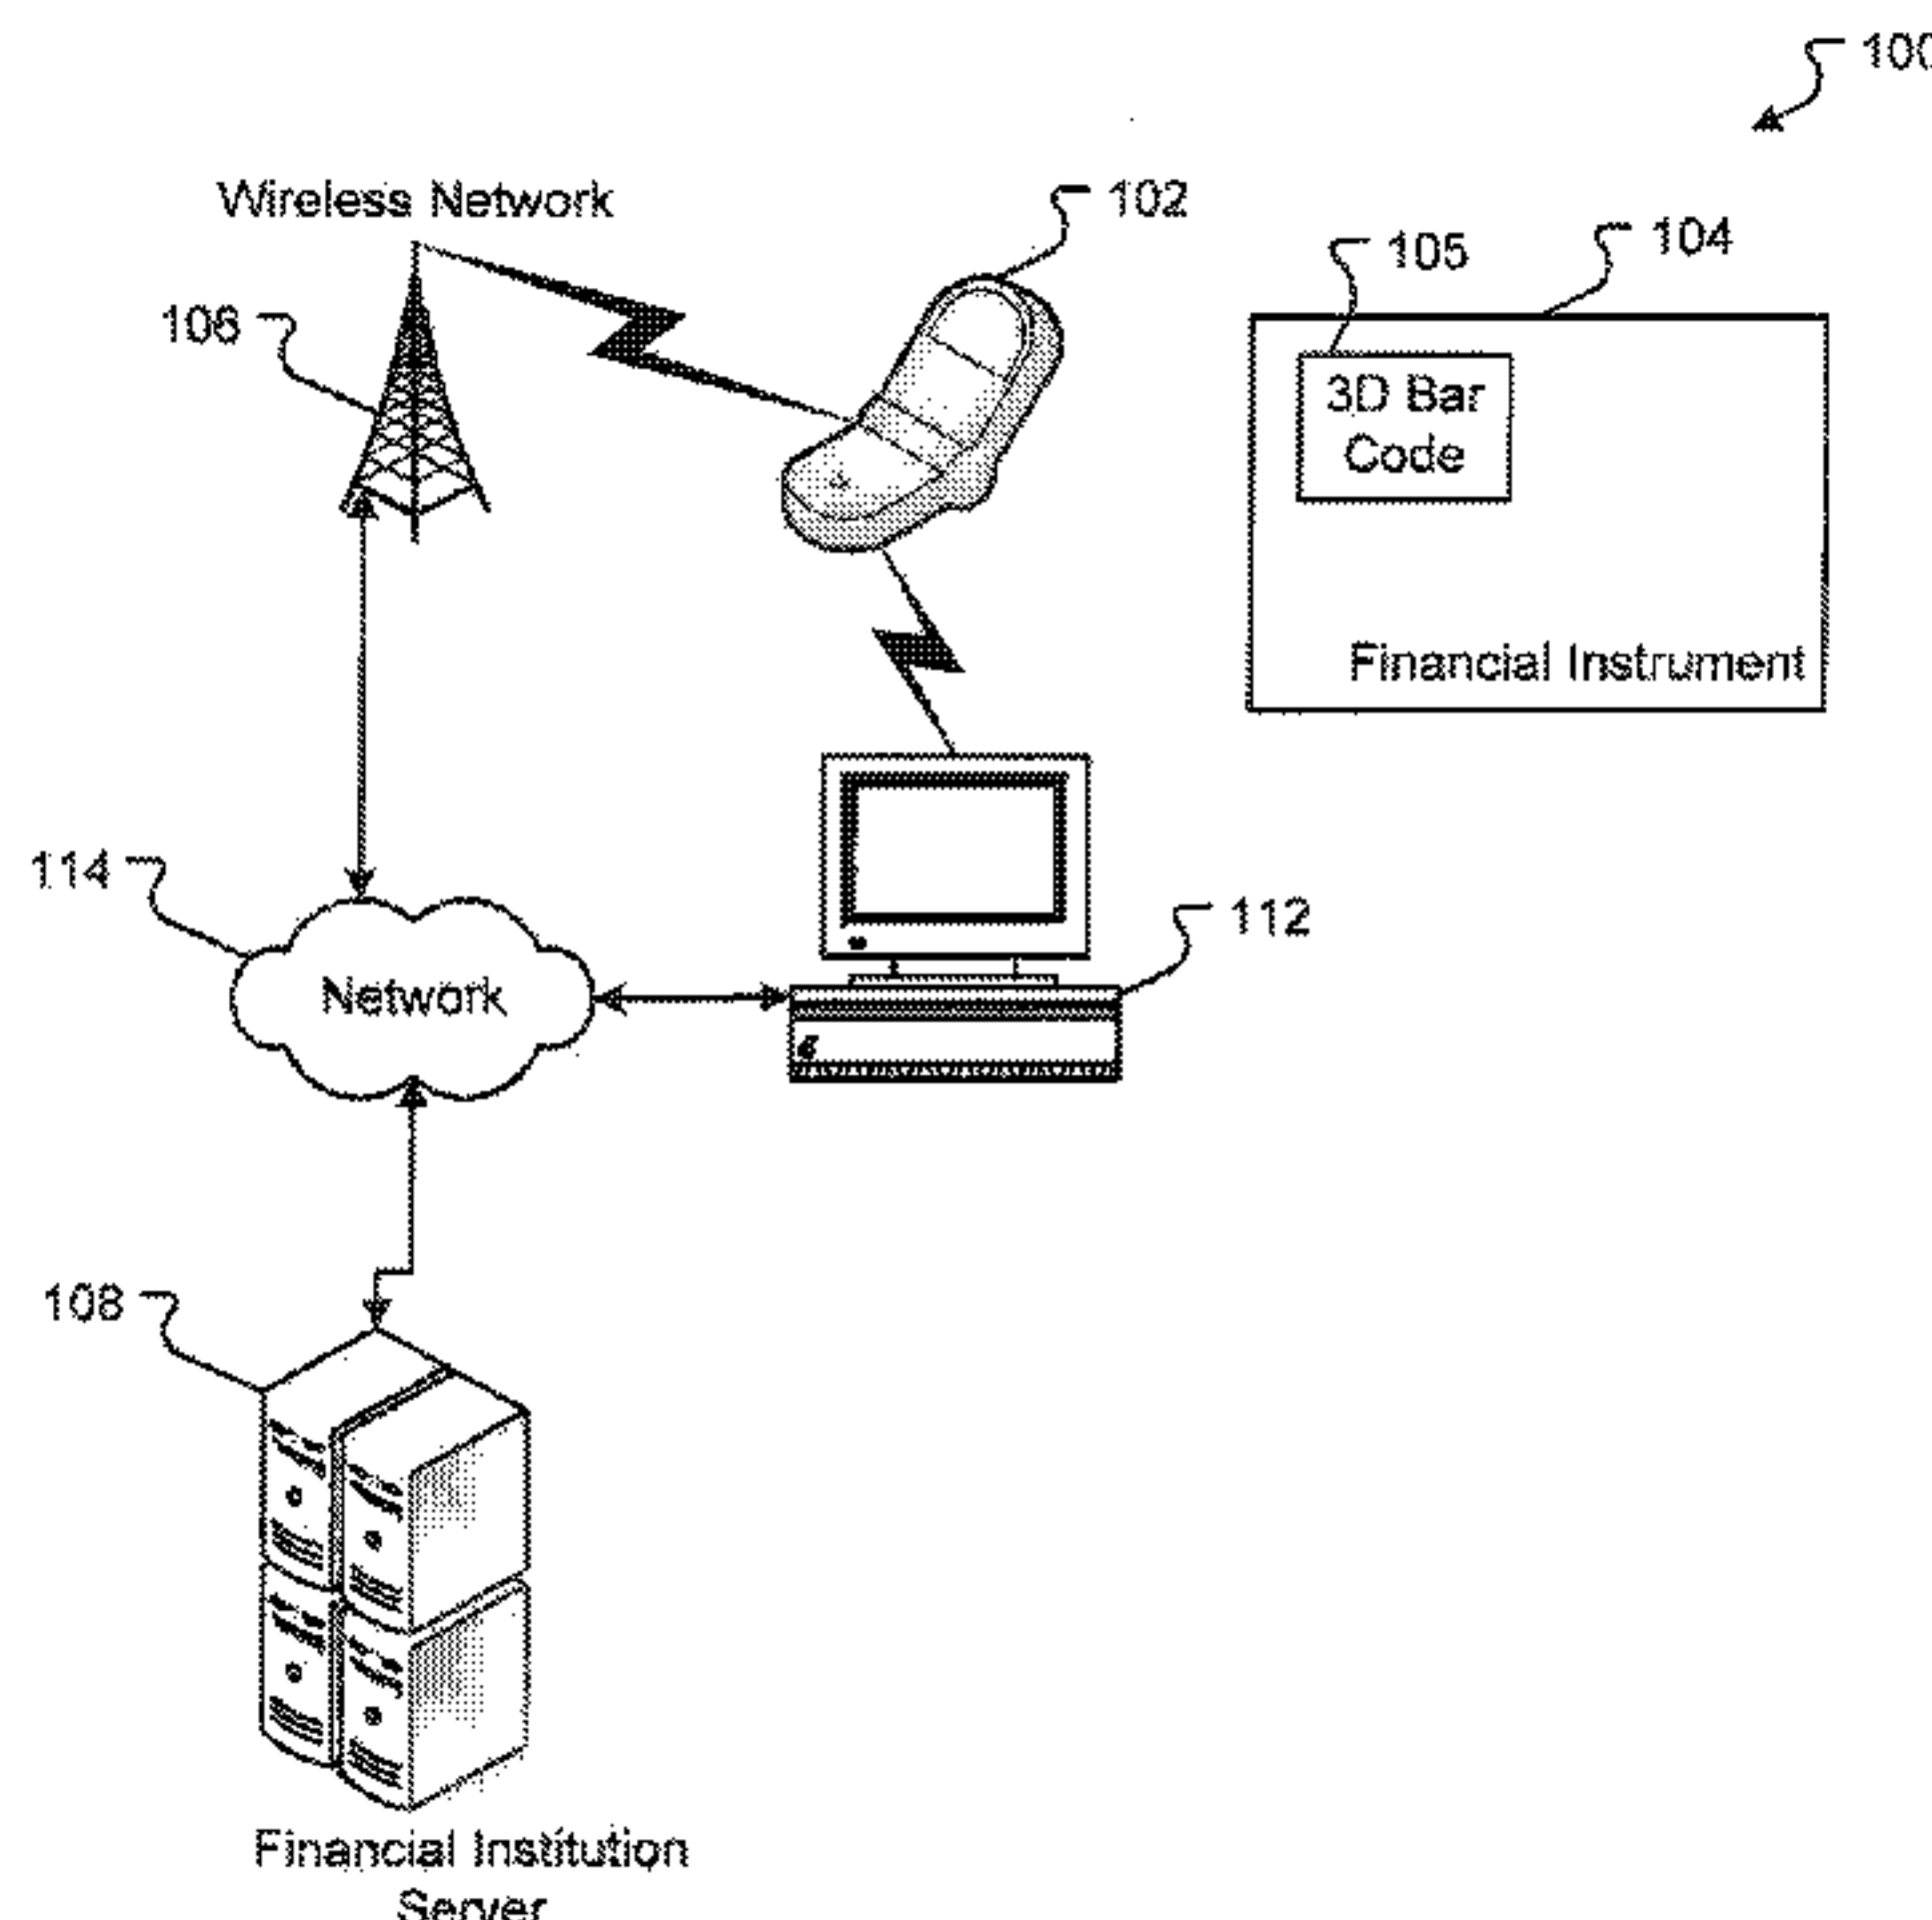 100
Wireless Network
102
105
104
106
3D Bar
Code
Financial Instrument
114
112
Network
108
Financial Institution
Server